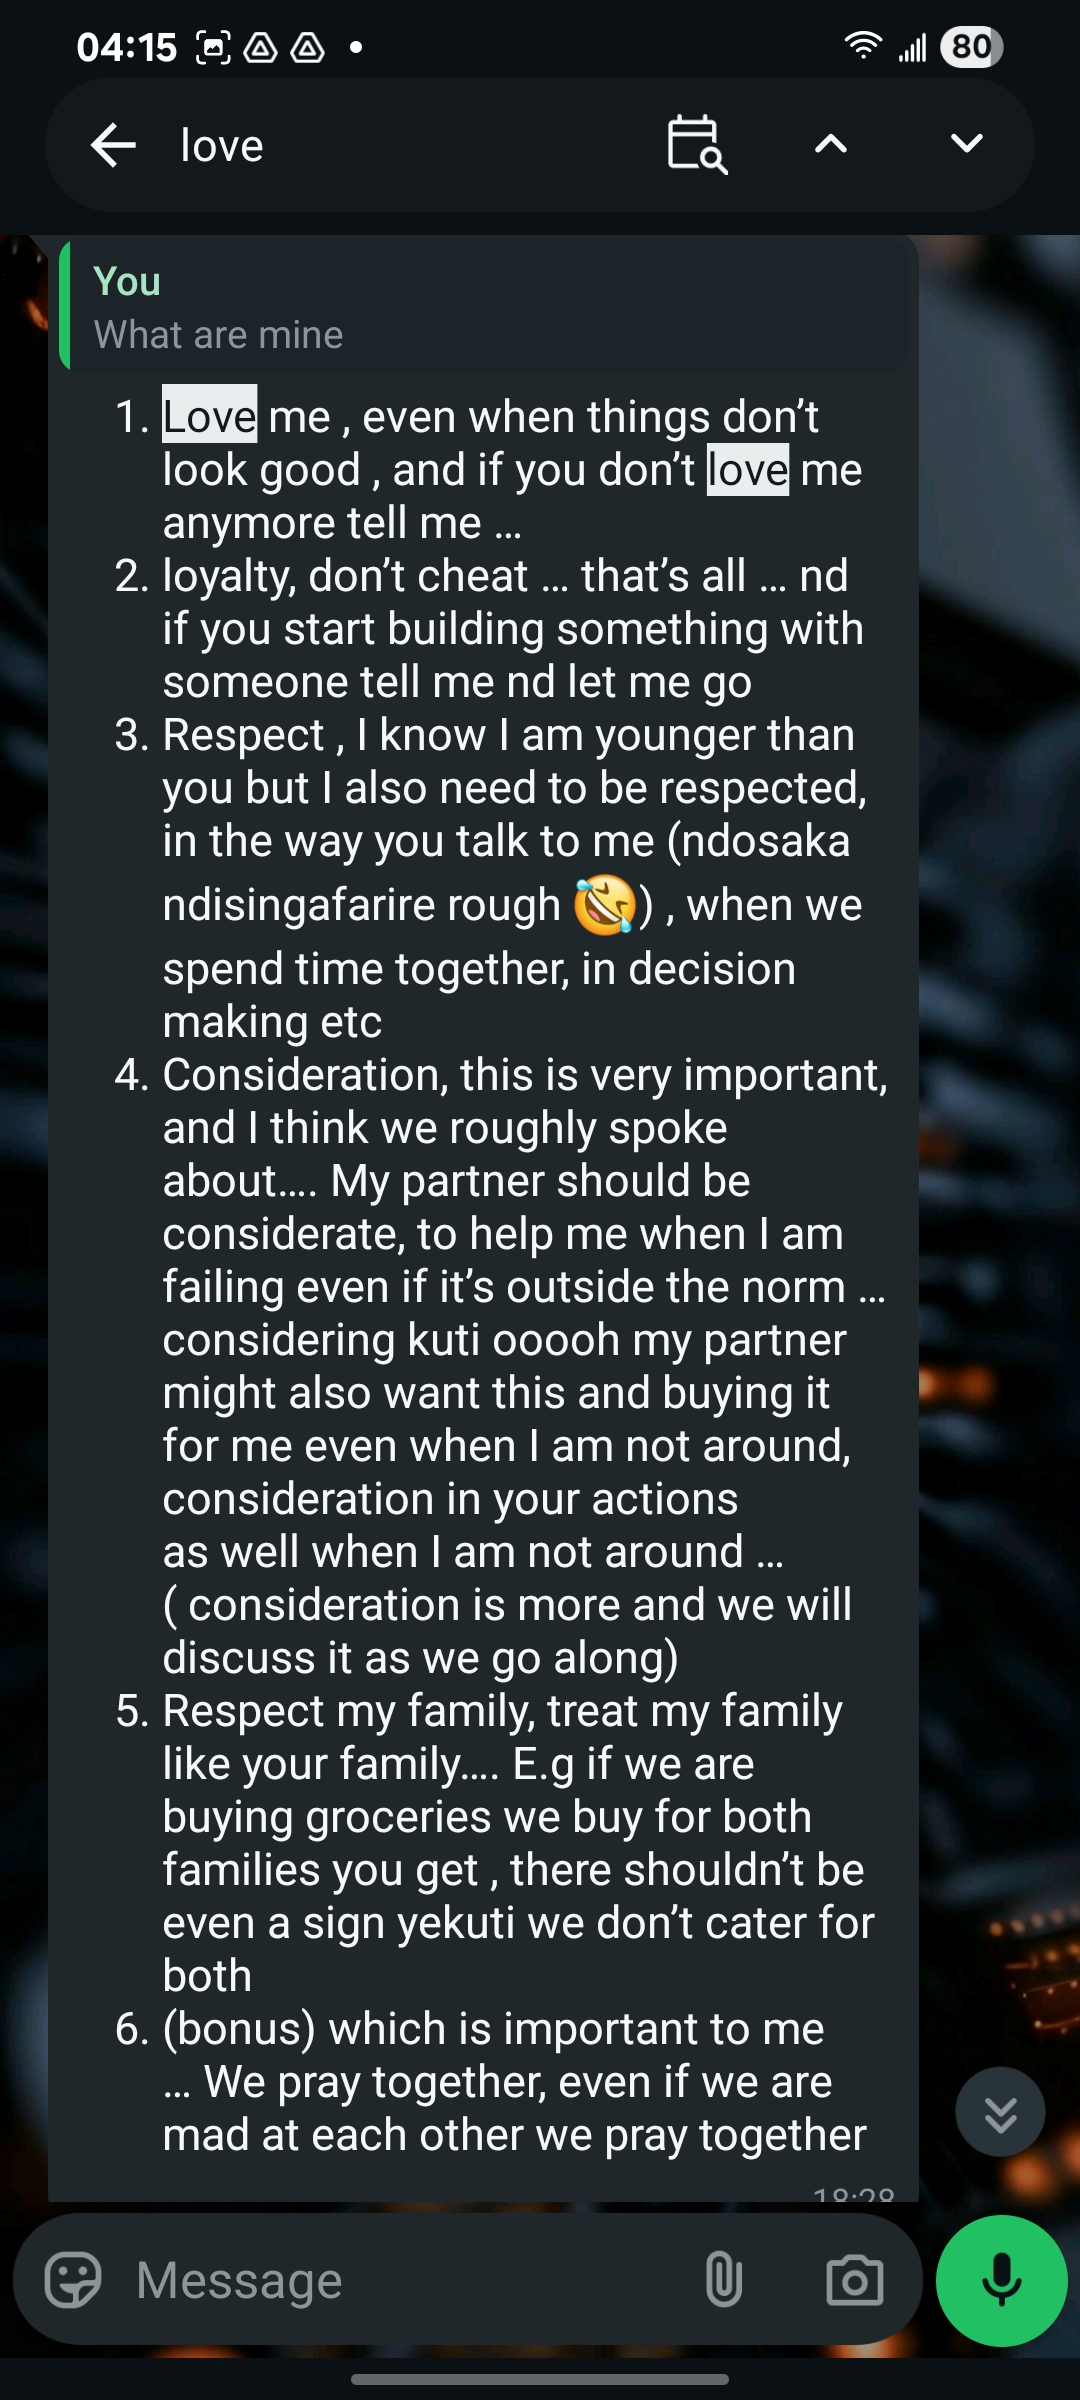 04:15
80
love
You
What are mine
1. Love me , even when things don’t
look good , and if you don’t love me
anymore tell me ...
2. loyalty, don’t cheat ... that’s all ... nd
if you start building something with
someone tell me nd let me go
3. Respect , I know I am younger than
you but I also need to be respected,
in the way you talk to me (ndosaka
ndisingafarire rough 🤣) , when we
spend time together, in decision
making etc
4. Consideration, this is very important,
and I think we roughly spoke
about.... My partner should be
considerate, to help me when I am
failing even if it’s outside the norm ...
considering kuti ooooh my partner
might also want this and buying it
for me even when I am not around,
consideration in your actions
as well when I am not around ...
( consideration is more and we will
discuss it as we go along)
5. Respect my family, treat my family
like your family.... E.g if we are
buying groceries we buy for both
families you get , there shouldn’t be
even a sign yekuti we don’t cater for
both
6. (bonus) which is important to me
... We pray together, even if we are
mad at each other we pray together
18:28
Message